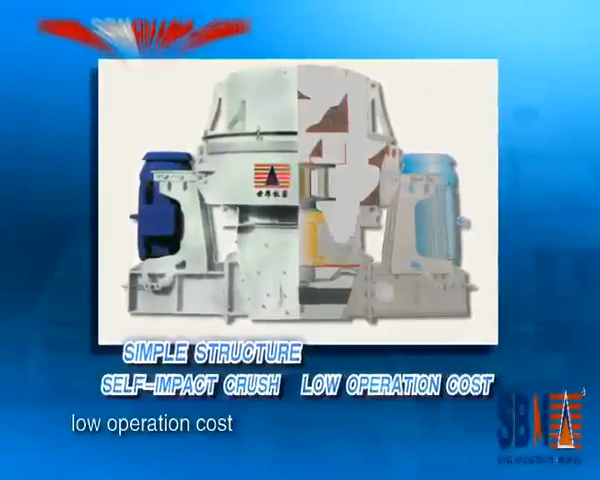 SIMPLE STRUCTURE
SELF-IMPACT CRUSH LOW OPERATION COST
low operation cost
SBM